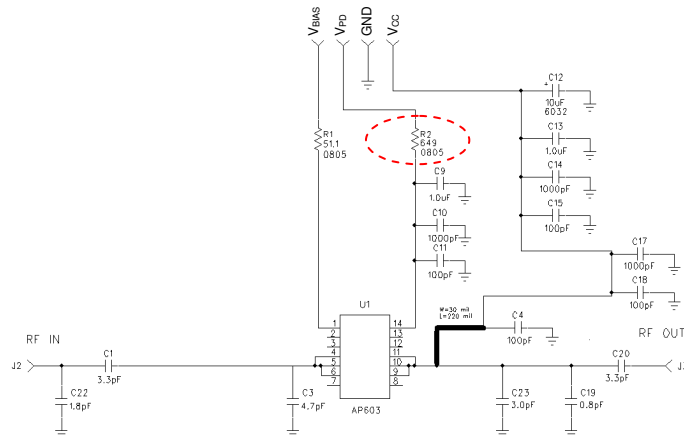 VBIAS
VPD
GND
VCC
C12
10uF
6032
R1
51.1
0805
R2
649
0805
C13
1.0uF
C14
1000pF
C9
1.0uF
C15
100pF
C10
1000pF
C11
100pF
C17
1000pF
C18
100pF
U1
W=30 mil
L=220 mil
C4
100pF
1
2
3
4
5
6
7
14
13
12
11
10
9
8
AP603
RF IN
J2
C1
3.3pF
C22
1.8pF
C3
4.7pF
RF OUT
C20
3.3pF
C23
3.0pF
C19
0.8pF